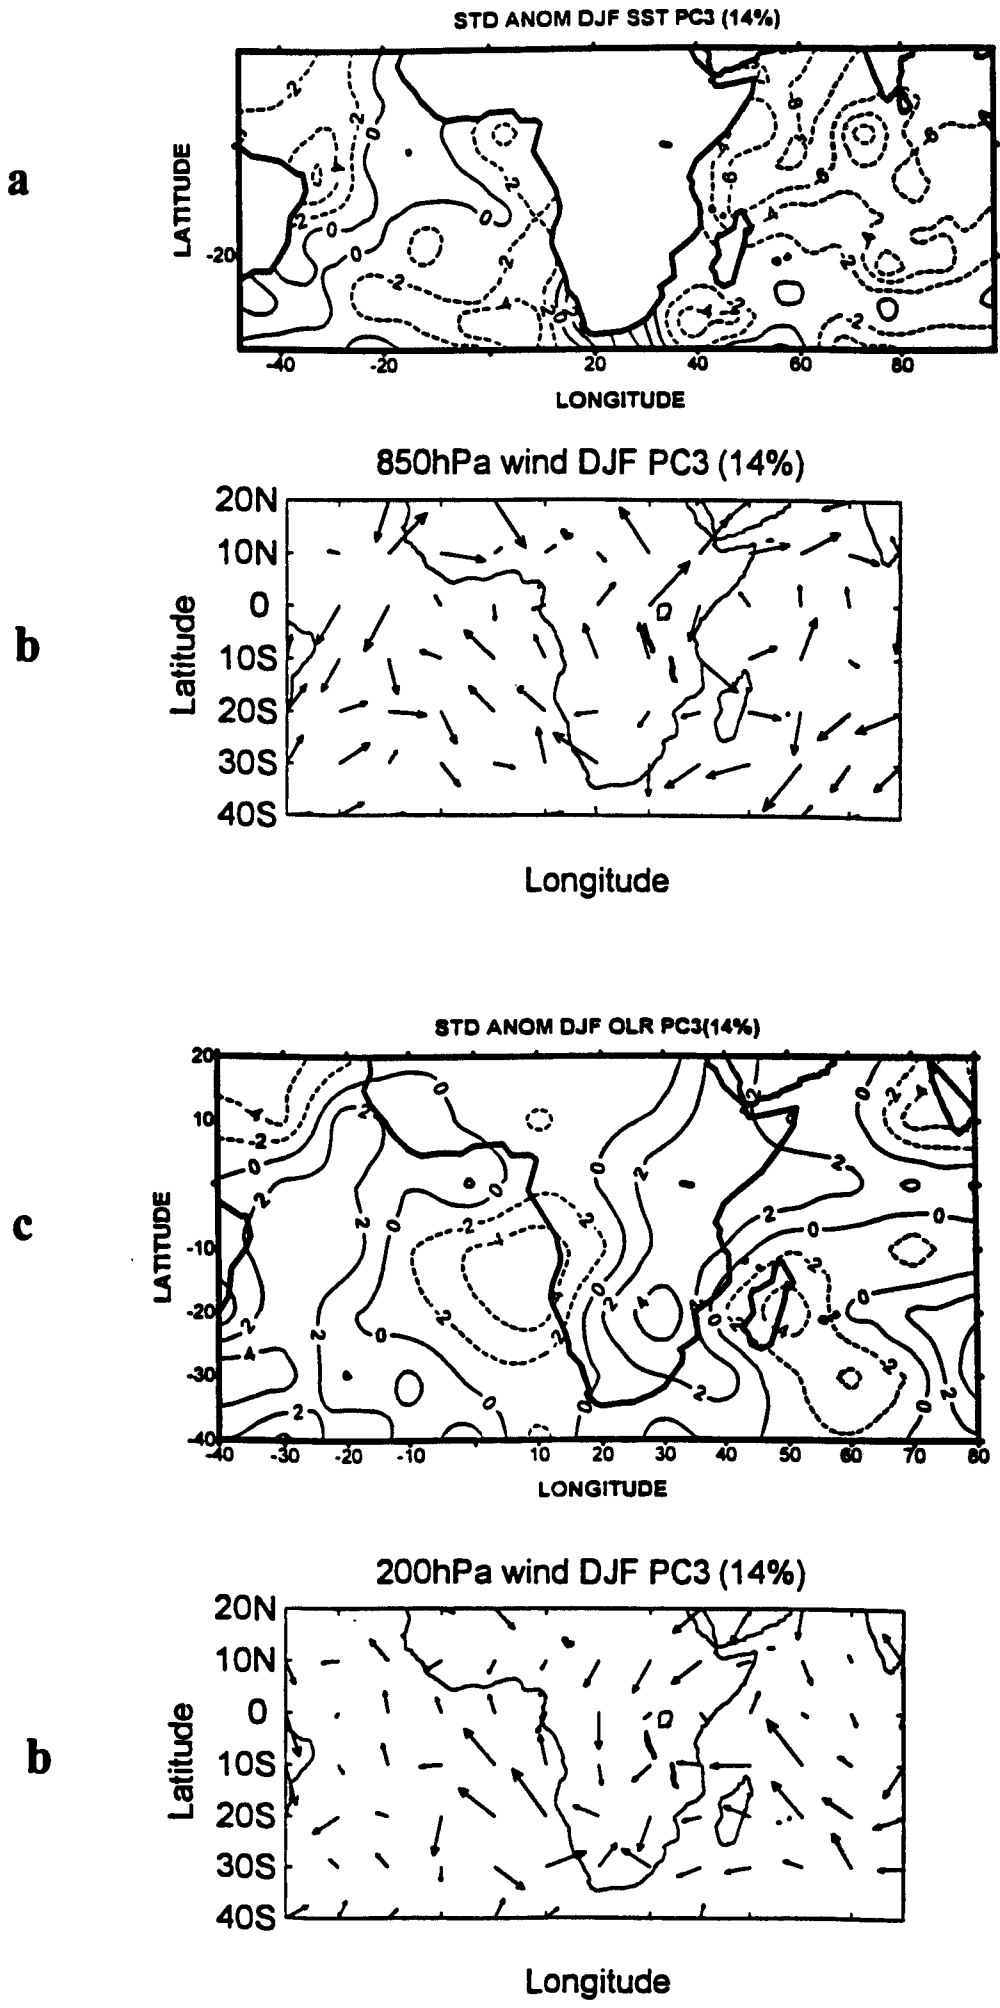 STD ANOM DJF SST PC3 (14%)
a
LATITUDE
-20
-40 -20 20 40 60 80
LONGITUDE
850hPa wind DJF PC3 (14%)
b
Latitude
20N
10N
0
10S
20S
30S
40S
Longitude
STD ANOM DJF OLR PC3(14%)
c
LATITUDE
20
10
-10
-20
-30
-40
-40 -30 -20 -10 10 20 30 40 50 60 70 80
LONGITUDE
200hPa wind DJF PC3 (14%)
b
Latitude
20N
10N
0
10S
20S
30S
40S
Longitude